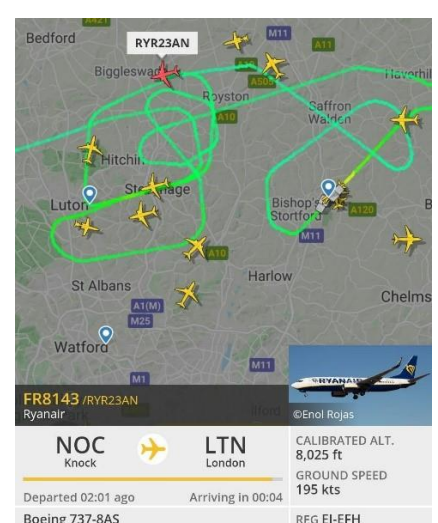 A421
Bedford
RYR23AN
M11
A11
Biggleswa
A505
Haverhill
Royston
A10
Saffron
Walden
Hitchin
Stevenage
Luton
Bishop's
Stortford
A120
M11
A10
St Albans
Harlow
Chelms
A1(M)
M25
Watford
M11
M1
FR8143 /RYR23AN
Ryanair
Ilford
RYANAIR
©Enol Rojas
NOC
Knock
LTN
London
CALIBRATED ALT.
8,025 ft
GROUND SPEED
195 kts
Departed 02:01 ago
Arriving in 00:04
Boeing 737-8AS
REG EI-EFH